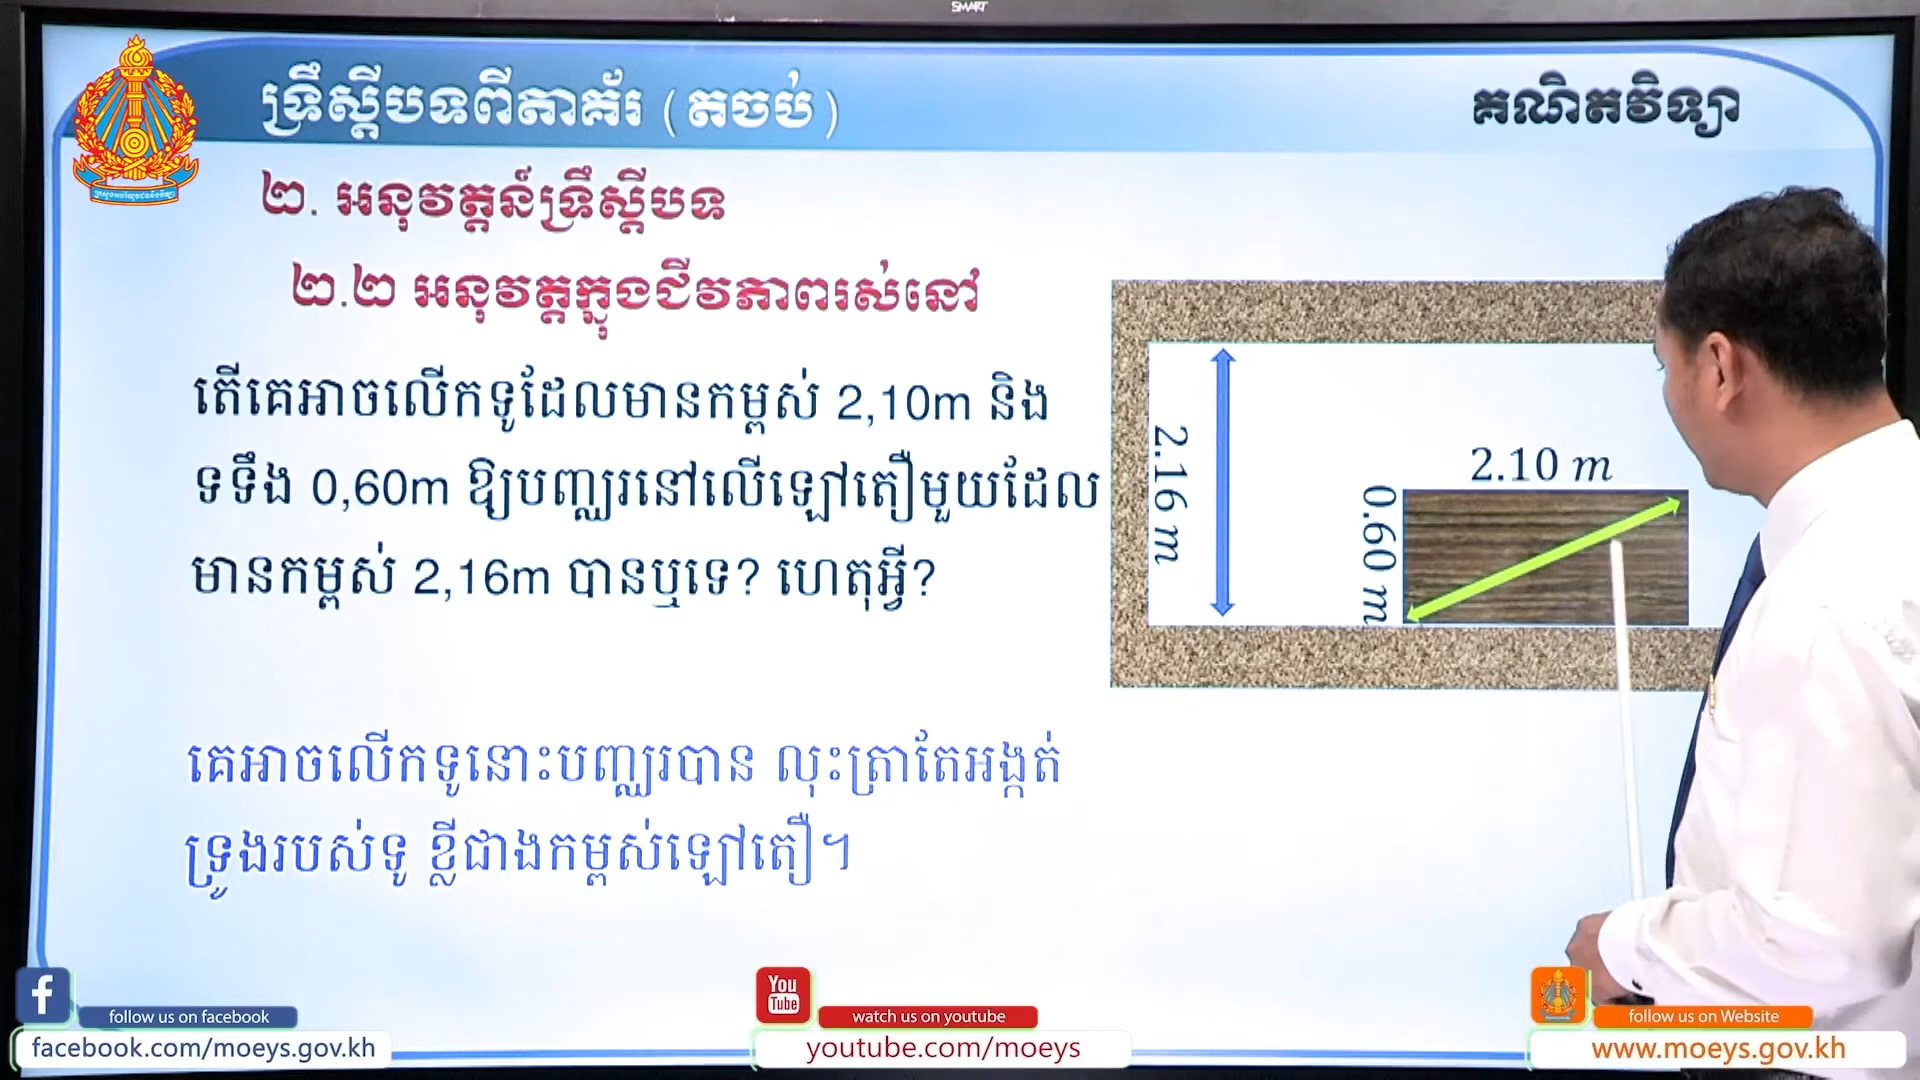 SMART
ទ្រឹស្តីបទពីតាគ័រ (តចប់)
គណិតវិទ្យា
២. អនុវត្តន៍ទ្រឹស្តីបទ
២.២ អនុវត្តក្នុងជីវភាពរស់នៅ
តើគេអាចលើកទូដែលមានកម្ពស់ 2,10m និង
ទទឹង 0,60m ឱ្យបញ្ឈរនៅលើឡៅតឿមួយដែល
មានកម្ពស់ 2,16m បានឬទេ? ហេតុអ្វី?
2.16 m
2.10 m
0.60 m
គេអាចលើកទូនោះបញ្ឈរបាន លុះត្រាតែអង្កត់
ទ្រូងរបស់ទូ ខ្លីជាងកម្ពស់ឡៅតឿ។
follow us on facebook
facebook.com/moeys.gov.kh
You
Tube
watch us on youtube
youtube.com/moeys
follow us on Website
www.moeys.gov.kh